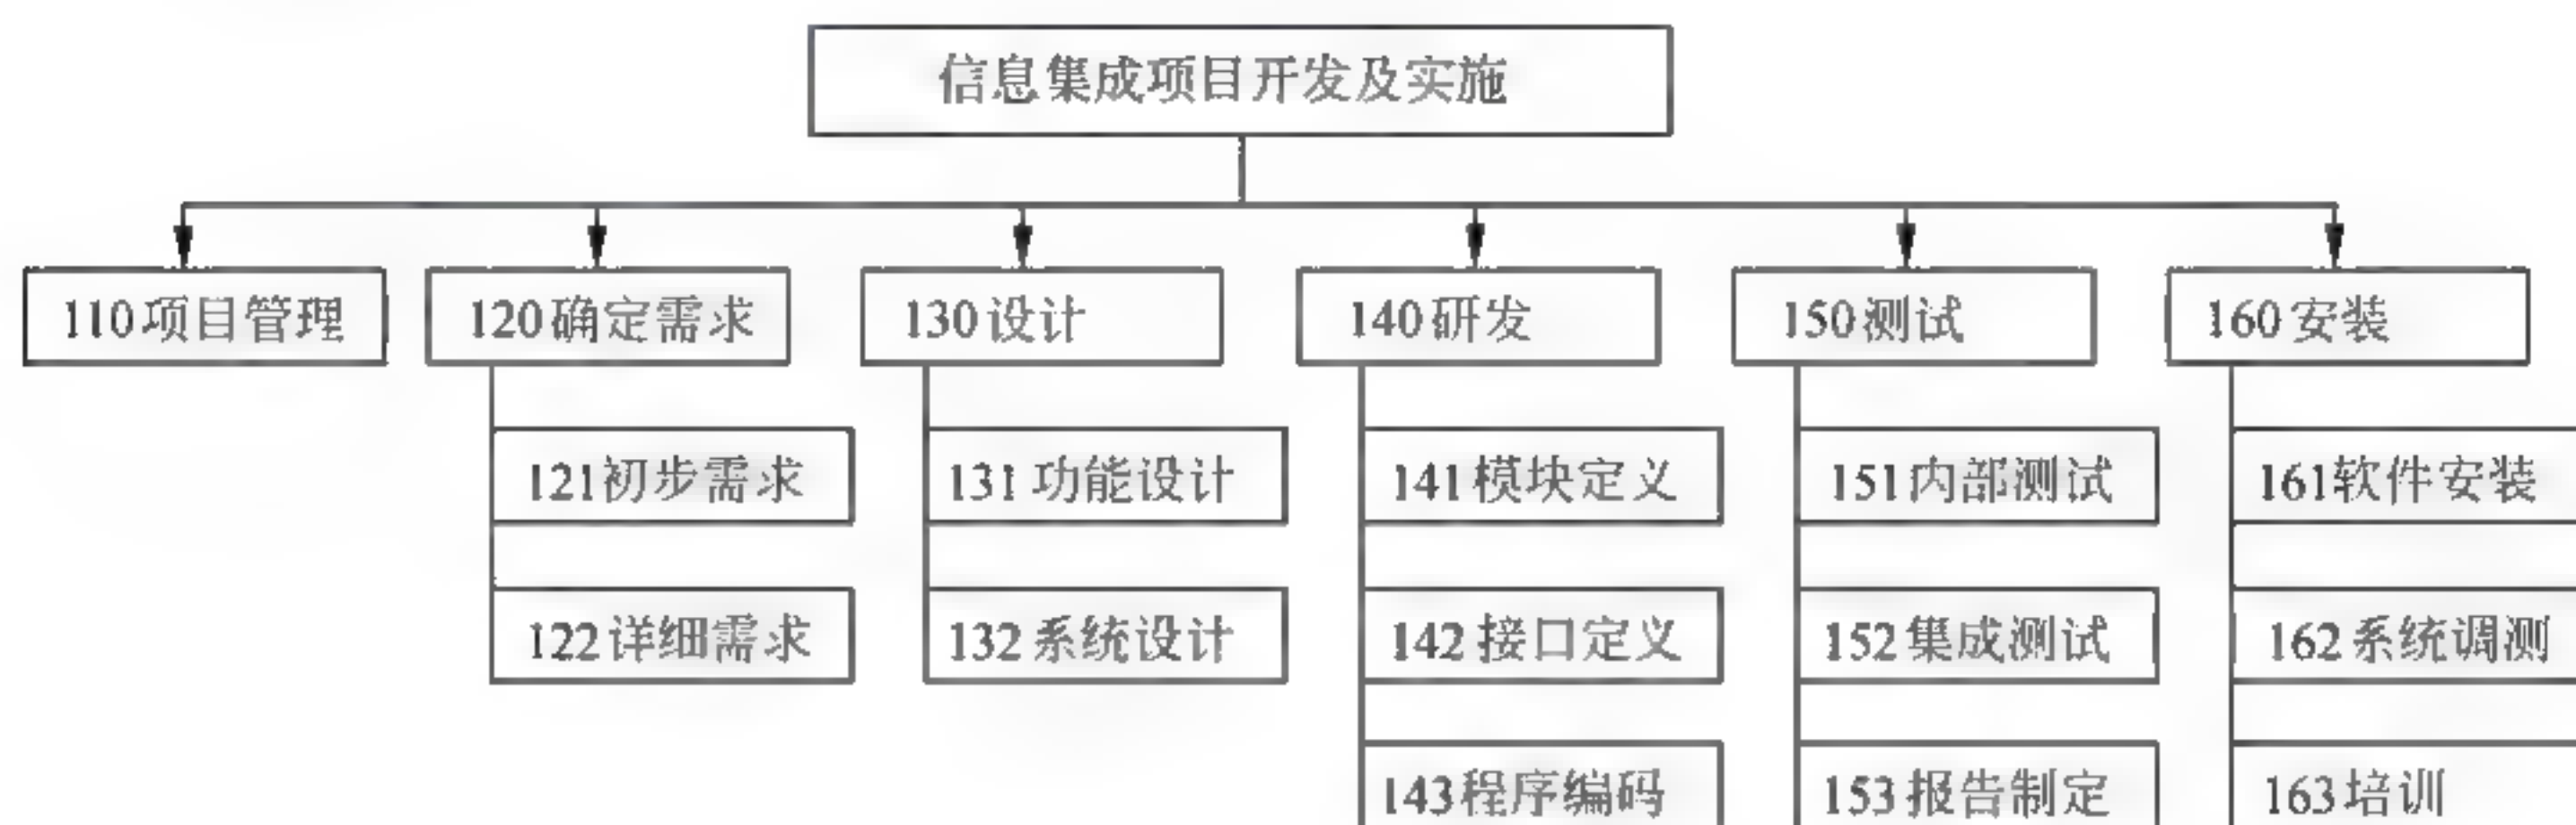 信息集成项目开发及实施
110项目管理
120确定需求
130设计
140研发
150测试
160安装
121初步需求
131功能设计
141模块定义
151内部测试
161软件安装
122详细需求
132系统设计
142接口定义
152集成测试
162系统调测
143程序编码
153报告制定
163培训